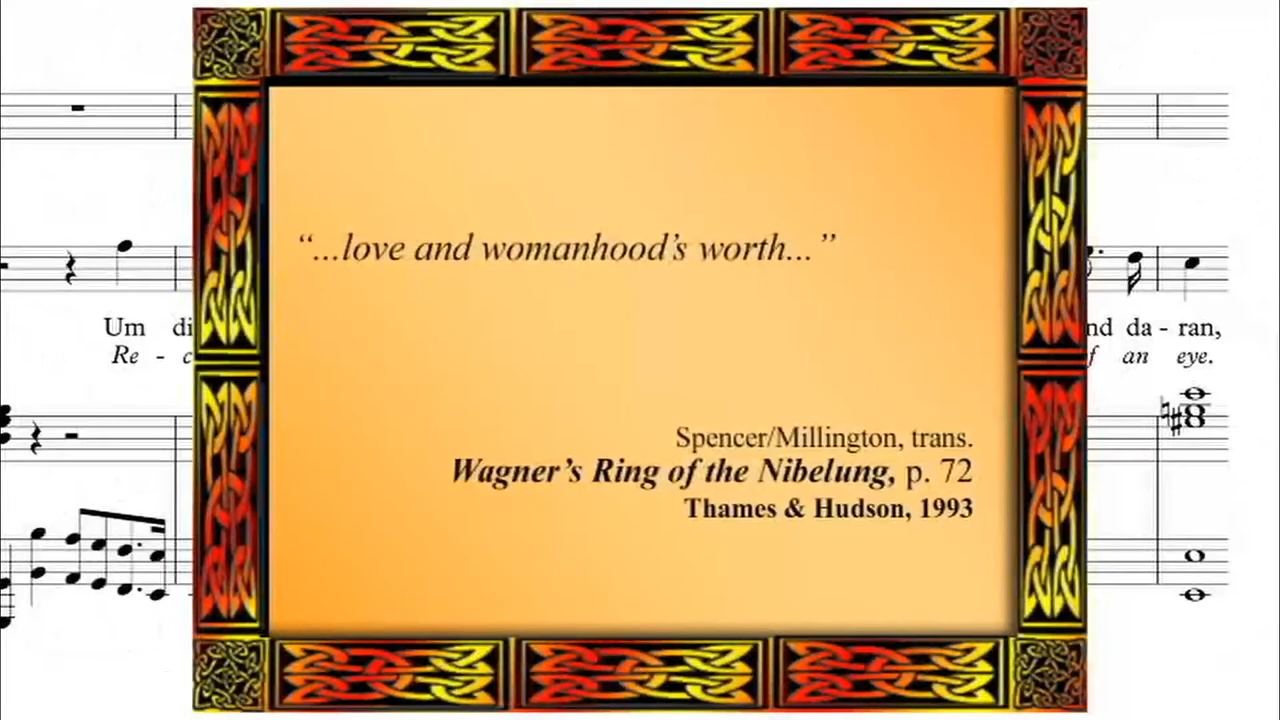 “...love and womanhood’s worth...”
Um di
nd da - ran,
Re - c
f an eye.
Spencer/Millington, trans.
Wagner’s Ring of the Nibelung, p. 72
Thames & Hudson, 1993